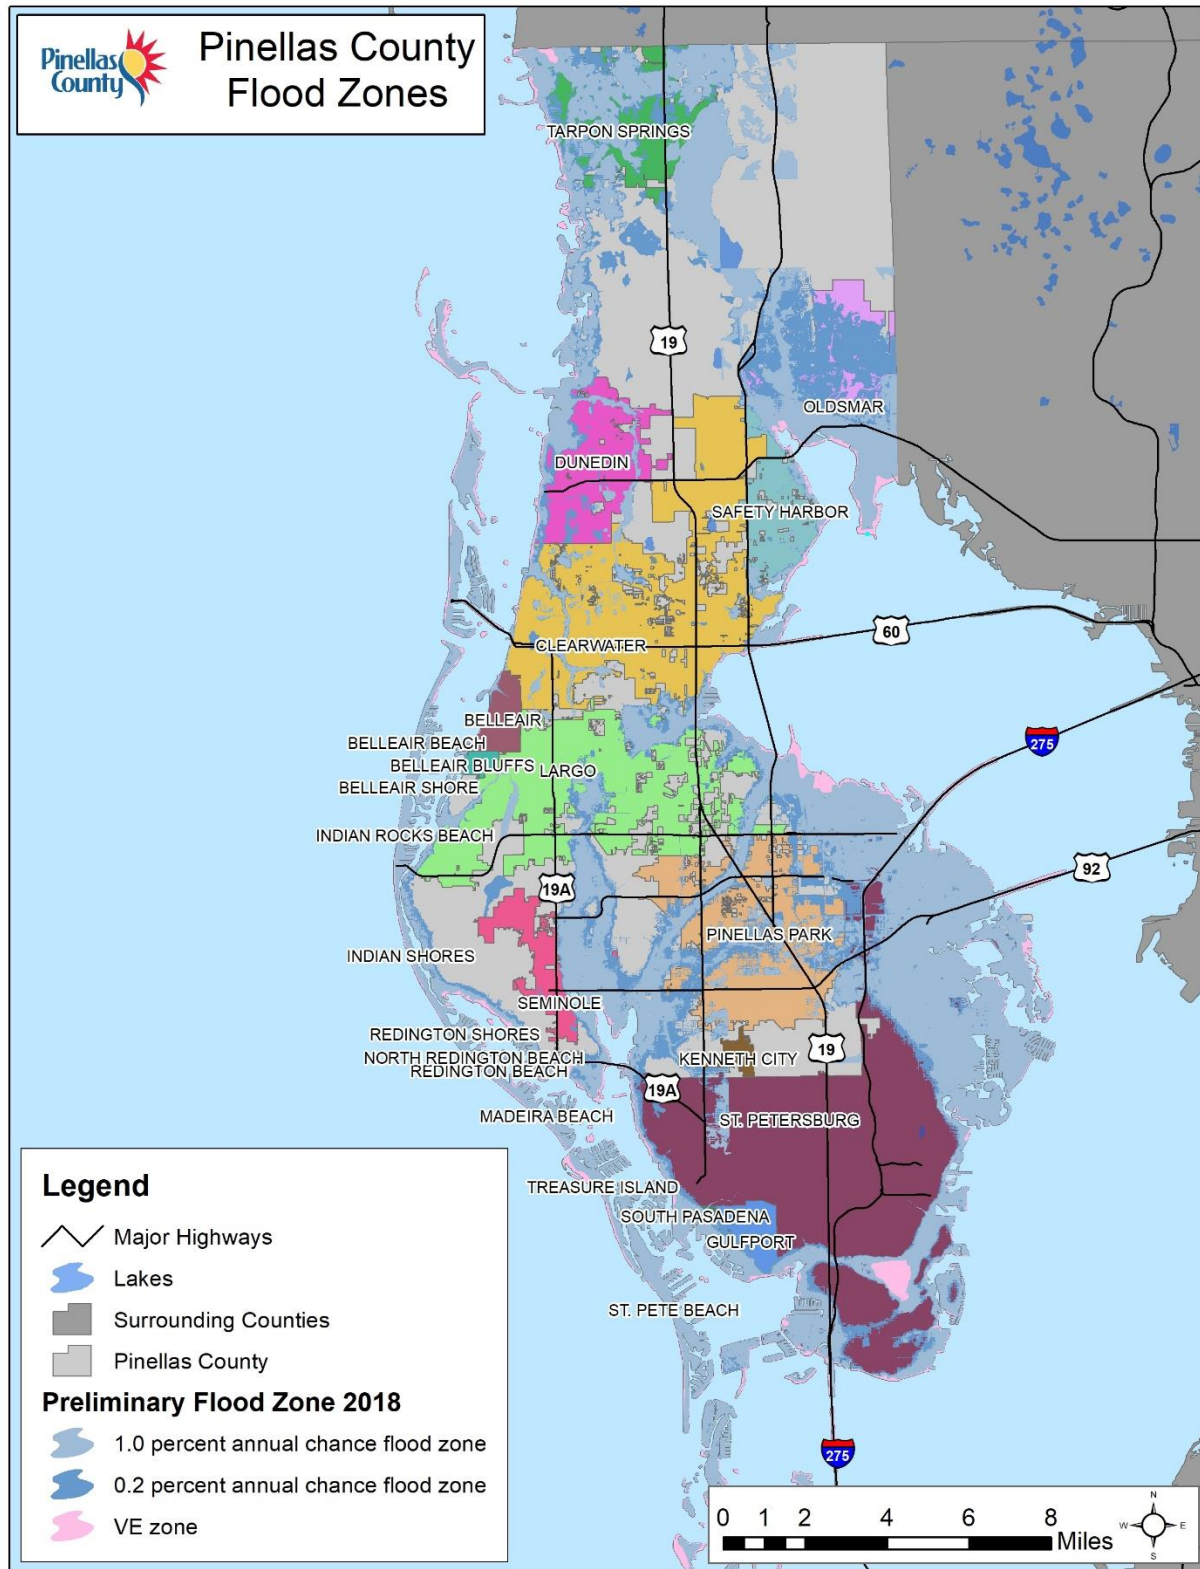 Pinellas
County
Pinellas County
Flood Zones
TARPON SPRINGS
19
OLDSMAR
DUNEDIN
SAFETY HARBOR
60
CLEARWATER
BELLEAIR
BELLEAIR BEACH
275
BELLEAIR BLUFFS
LARGO
BELLEAIR SHORE
INDIAN ROCKS BEACH
92
19A
PINELLAS PARK
INDIAN SHORES
SEMINOLE
REDINGTON SHORES
19
NORTH REDINGTON BEACH
KENNETH CITY
REDINGTON BEACH
19A
MADEIRA BEACH
ST. PETERSBURG
TREASURE ISLAND
SOUTH PASADENA
GULFPORT
ST. PETE BEACH
275
Legend
Major Highways
Lakes
Surrounding Counties
Pinellas County
Preliminary Flood Zone 2018
1.0 percent annual chance flood zone
0.2 percent annual chance flood zone
VE zone
0 1 2 4 6 8
Miles
N
W E
S